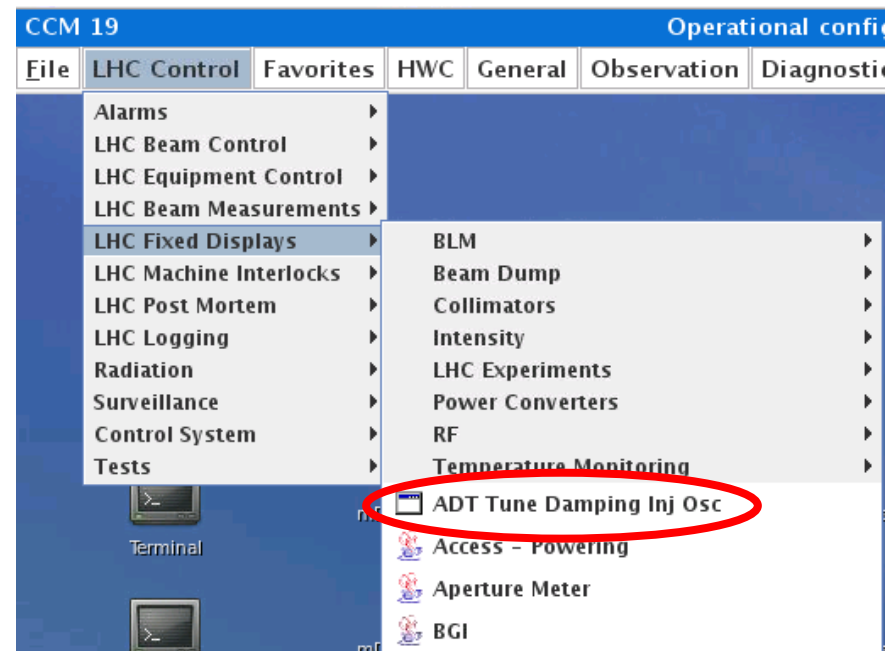 CCM 19 Operational config
File LHC Control Favorites HWC General Observation Diagnostic
Alarms
LHC Beam Control
LHC Equipment Control
LHC Beam Measurements
LHC Fixed Displays
LHC Machine Interlocks
LHC Post Mortem
LHC Logging
Radiation
Surveillance
Control System
Tests
BLM
Beam Dump
Collimators
Intensity
LHC Experiments
Power Converters
RF
Temperature Monitoring
ADT Tune Damping Inj Osc
Access - Powering
Aperture Meter
BGI
Terminal